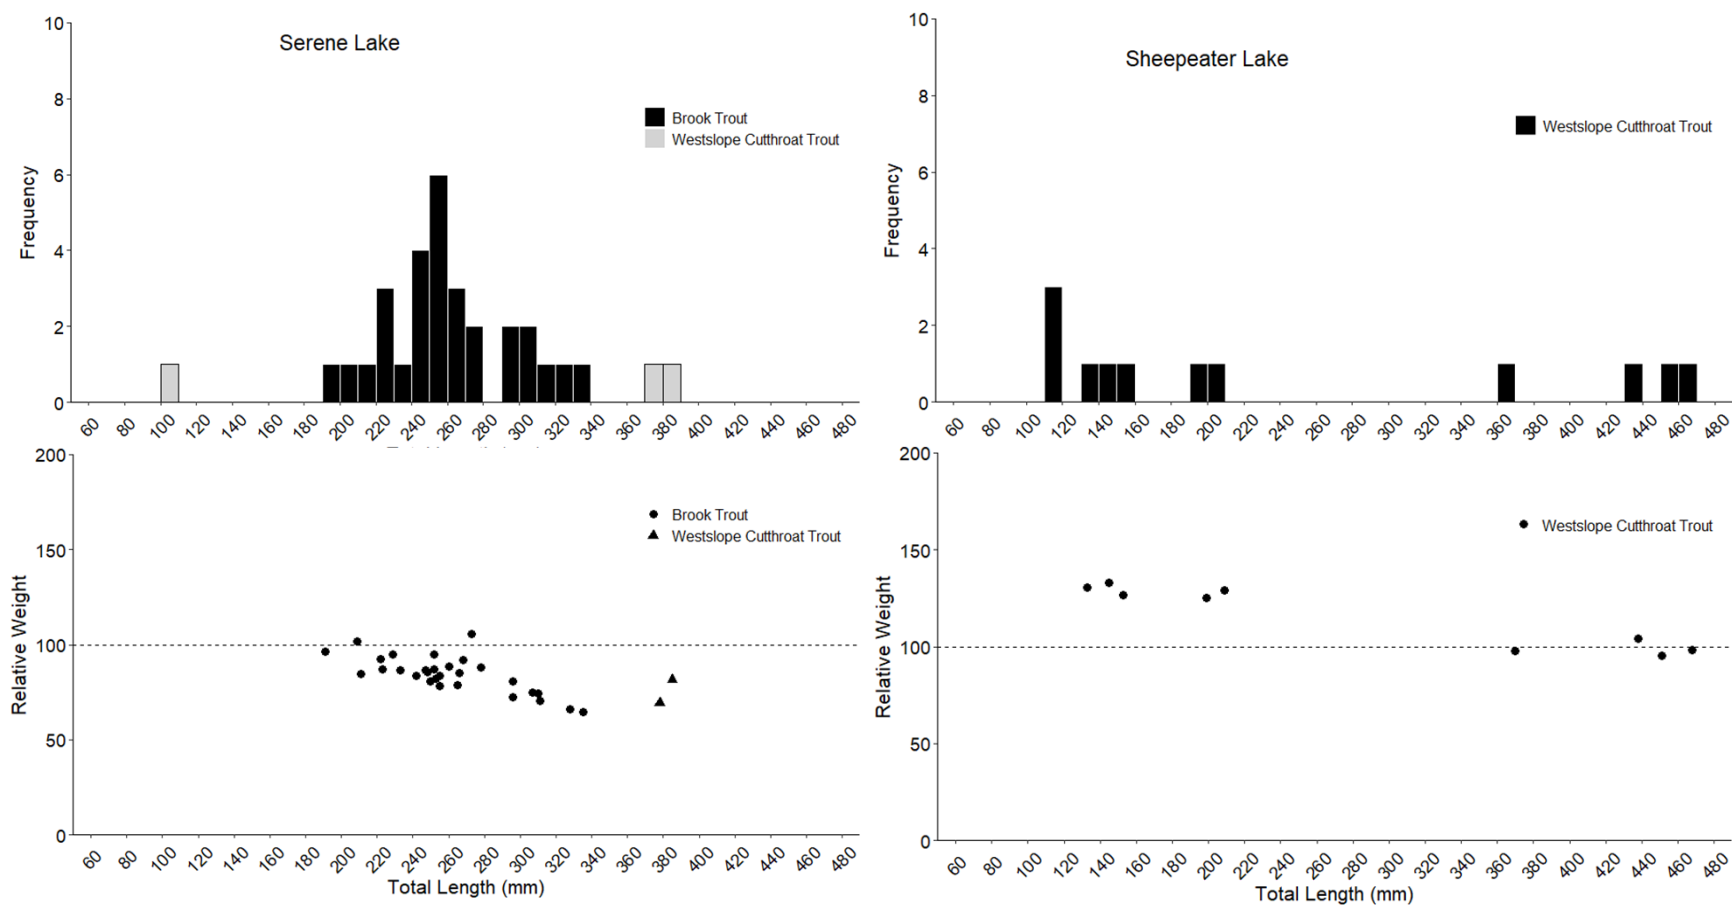 Serene Lake
10
8
6
4
2
0
Frequency
Brook Trout
Westslope Cutthroat Trout
60 80 100 120 140 160 180 200 220 240 260 280 300 320 340 360 380 400 420 440 460 480
Sheepeater Lake
10
8
6
4
2
0
Frequency
Westslope Cutthroat Trout
60 80 100 120 140 160 180 200 220 240 260 280 300 320 340 360 380 400 420 440 460 480
200
150
100
50
0
Relative Weight
Brook Trout
Westslope Cutthroat Trout
60 80 100 120 140 160 180 200 220 240 260 280 300 320 340 360 380 400 420 440 460 480
Total Length (mm)
200
150
100
50
0
Relative Weight
Westslope Cutthroat Trout
60 80 100 120 140 160 180 200 220 240 260 280 300 320 340 360 380 400 420 440 460 480
Total Length (mm)